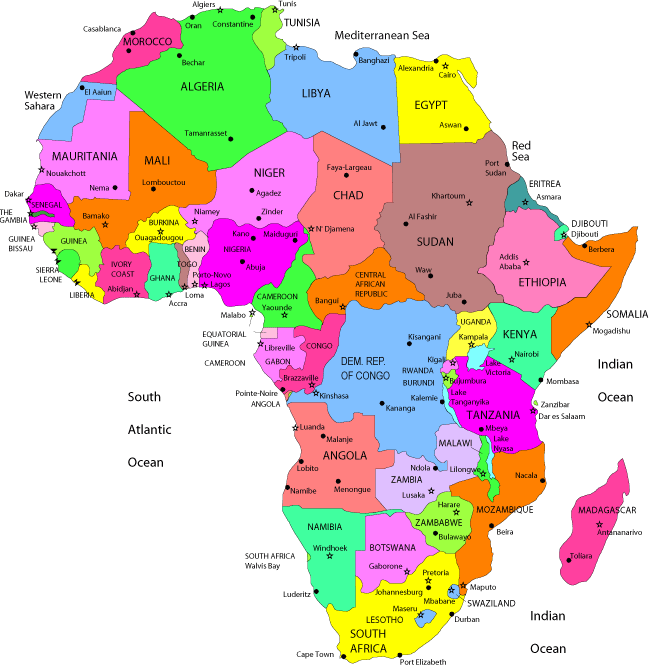 Algiers
Tunis
Oran
Constantine
TUNISIA
Casablanca
MOROCCO
Mediterranean Sea
Tripoli
Banghazi
Bechar
Alexandria
Cairo
Western
Sahara
El Aaiun
ALGERIA
LIBYA
EGYPT
Al Jawt
Aswan
Tamanrasset
Red
Sea
MAURITANIA
MALI
NIGER
Port
Sudan
Nouakchott
Nema
Lombouctou
Agadez
Faya-Largeau
CHAD
Khartoum
ERITREA
Asmara
Dakar
SENEGAL
THE
GAMBIA
Bamako
BURKINA
Ouagadougou
Niamey
Zinder
Kano
Maiduguri
N' Djamena
Al Fashir
SUDAN
DJIBOUTI
Djibouti
Berbera
GUINEA
BISSAU
GUINEA
BENIN
NIGERIA
Abuja
Addis
Ababa
ETHIOPIA
SIERRA
LEONE
IVORY
COAST
GHANA
TOGO
Porto-Novo
Lagos
Waw
CENTRAL
AFRICAN
REPUBLIC
LIBERIA
Abidjan
Accra
Loma
CAMEROON
Yaounde
Bangui
Juba
SOMALIA
Malabo
UGANDA
Kampala
KENYA
Mogadishu
EQUATORIAL
GUINEA
Libreville
CONGO
Kisangani
Nairobi
CAMEROON
GABON
DEM. REP.
OF CONGO
Kigali
RWANDA
BURUNDI
Lake
Victoria
Indian
Ocean
Brazzaville
Bujumbura
Mombasa
Pointe-Noire
ANGOLA
Kinshasa
Kananga
Kalemie
Lake
Tanganyika
TANZANIA
Zanzibar
Dar es Salaam
South
Atlantic
Ocean
Luanda
Malanje
Mbeya
MALAWI
Lake
Nyasa
ANGOLA
Lobito
Ndola
Lilongwe
ZAMBIA
Nacala
Namibe
Menongue
Lusaka
Harare
MOZAMBIQUE
MADAGASCAR
Antananarivo
NAMIBIA
ZAMBABWE
Bulawayo
Beira
SOUTH AFRICA
Walvis Bay
Windhoek
BOTSWANA
Gaborone
Toliara
Pretoria
Johannesburg
Mbabane
Maputo
SWAZILAND
Luderitz
Maseru
LESOTHO
Durban
Indian
Ocean
SOUTH
AFRICA
Cape Town
Port Elizabeth